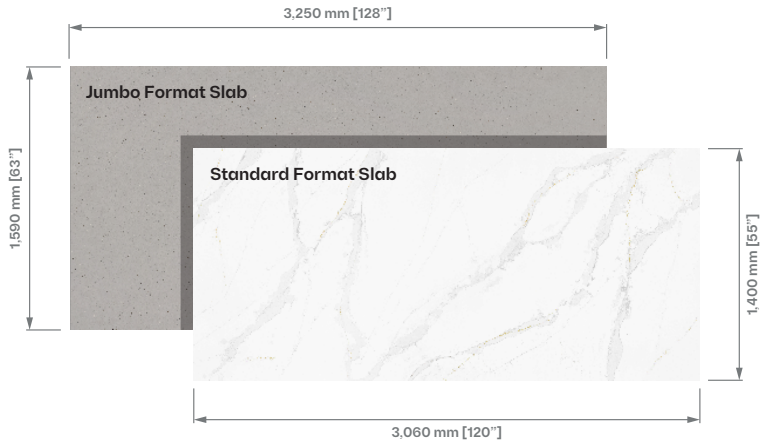 3,250 mm [128”]
Jumbo Format Slab
1,590 mm [63”]
Standard Format Slab
1,400 mm [55”]
3,060 mm [120”]